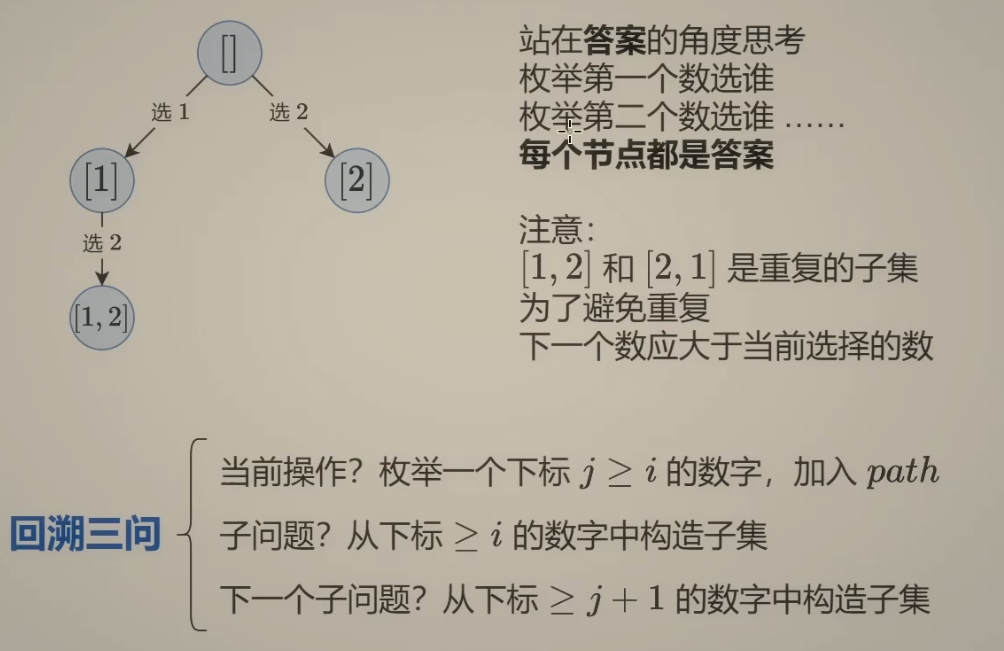 []
选 1
选 2
[1]
[2]
选 2
[1, 2]
站在答案的角度思考
枚举第一个数选谁
枚举第二个数选谁 ……
每个节点都是答案
注意：
[1, 2] 和 [2, 1] 是重复的子集
为了避免重复
下一个数应大于当前选择的数
回溯三问
当前操作？枚举一个下标 j ≥ i 的数字，加入 path
子问题？从下标 ≥ i 的数字中构造子集
下一个子问题？从下标 ≥ j + 1 的数字中构造子集